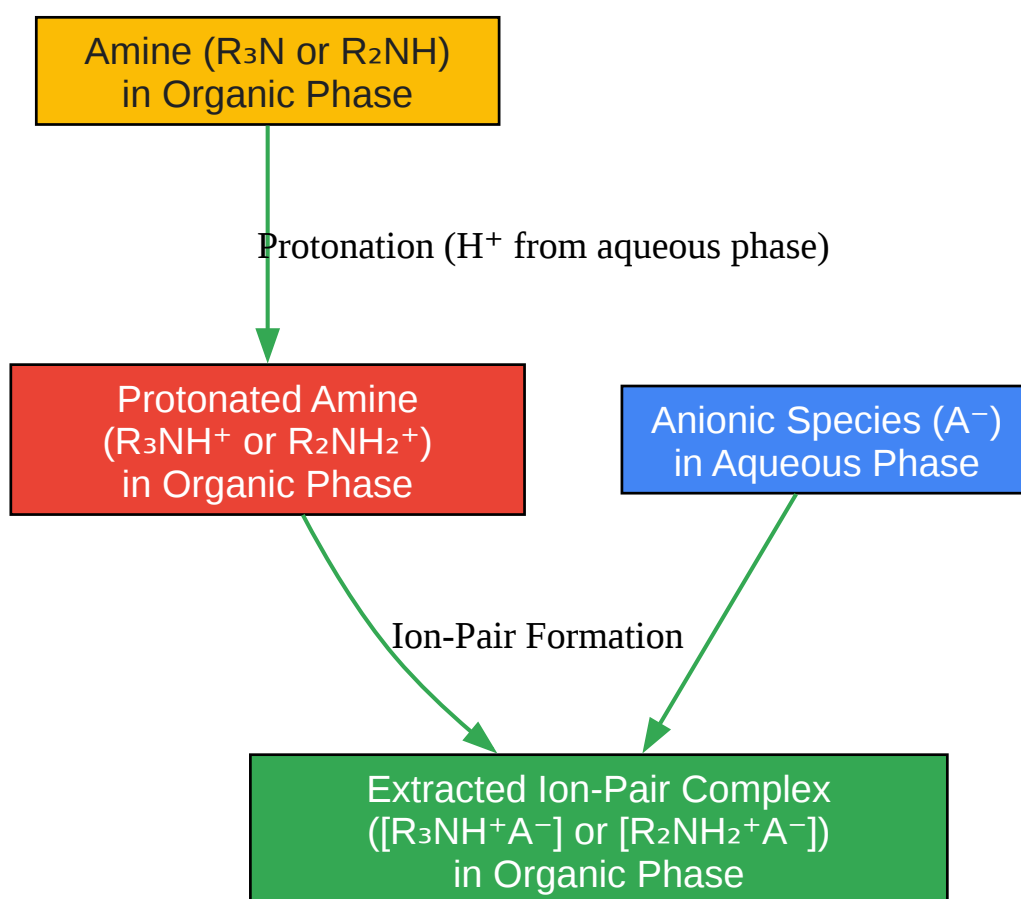 Amine (R₃N or R₂NH)
in Organic Phase
Protonation (H⁺ from aqueous phase)
Protonated Amine
(R₃NH⁺ or R₂NH₂⁺)
in Organic Phase
Anionic Species (A⁻)
in Aqueous Phase
Ion-Pair Formation
Extracted Ion-Pair Complex
([R₃NH⁺A⁻] or [R₂NH₂⁺A⁻])
in Organic Phase